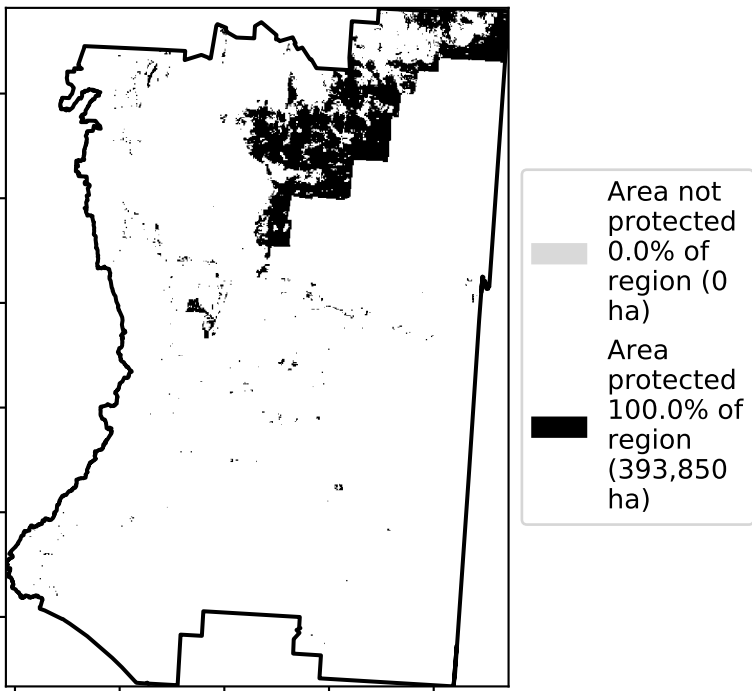 Area not
protected
0.0% of
region (0
ha)
Area
protected
100.0% of
region
(393,850
ha)